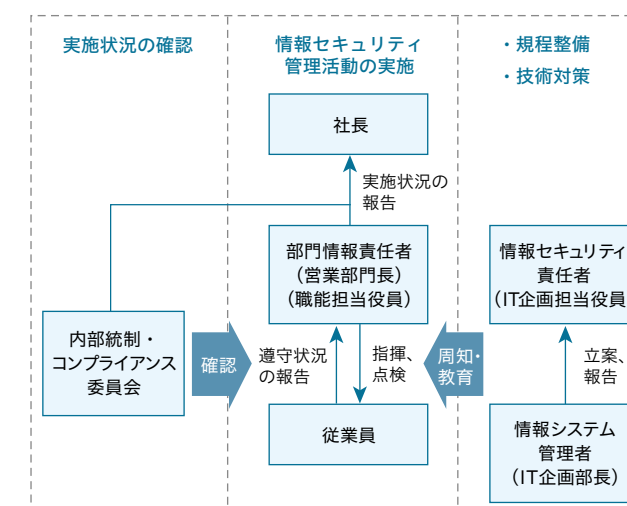 実施状況の確認
情報セキュリティ
管理活動の実施
・規程整備
・技術対策
社長
実施状況の
報告
部門情報責任者
（営業部門長）
（職能担当役員）
情報セキュリティ
責任者
（IT企画担当役員
内部統制・
コンプライアンス
委員会
確認
遵守状況
の報告
指揮、
点検
周知・
教育
立案、
報告
従業員
情報システム
管理者
（IT企画部長）